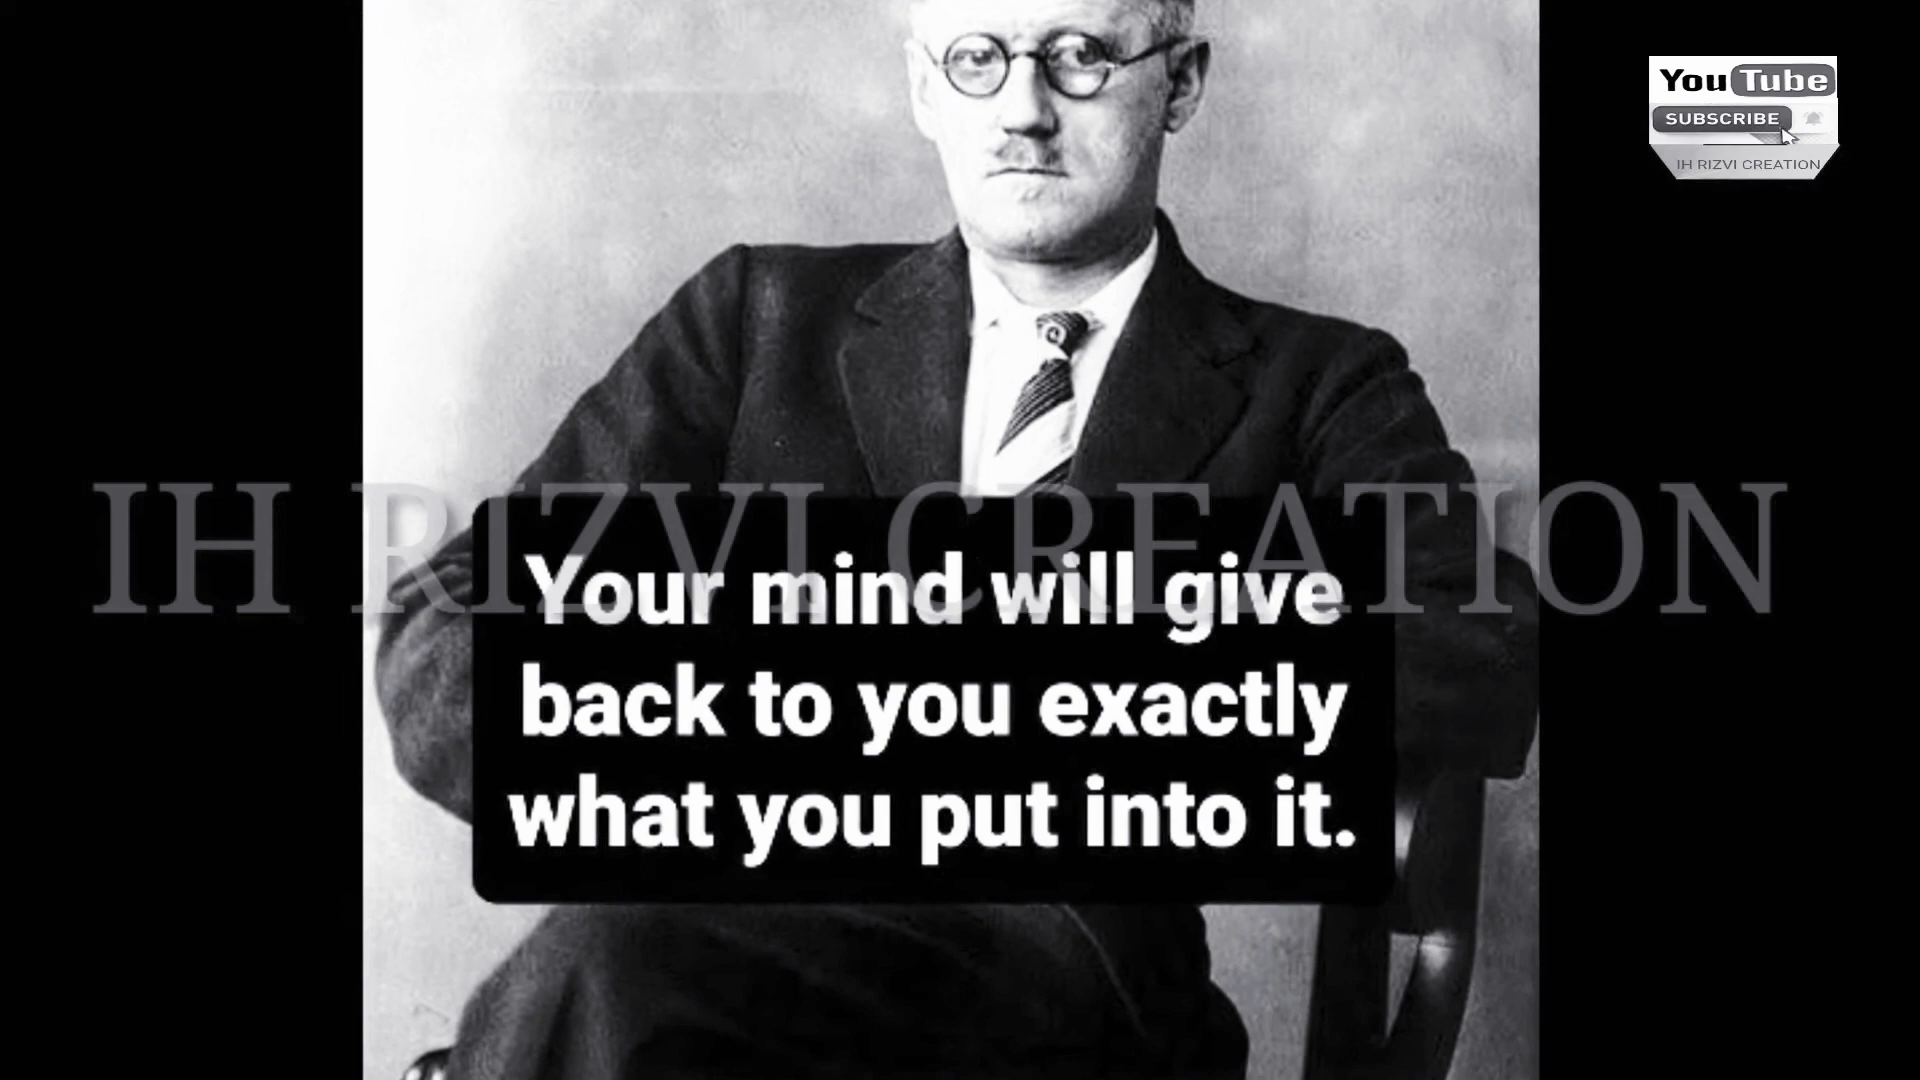 YouTube
SUBSCRIBE
IH RIZVI CREATION
IH RIZVI CREATION
Your mind will give
back to you exactly
what you put into it.